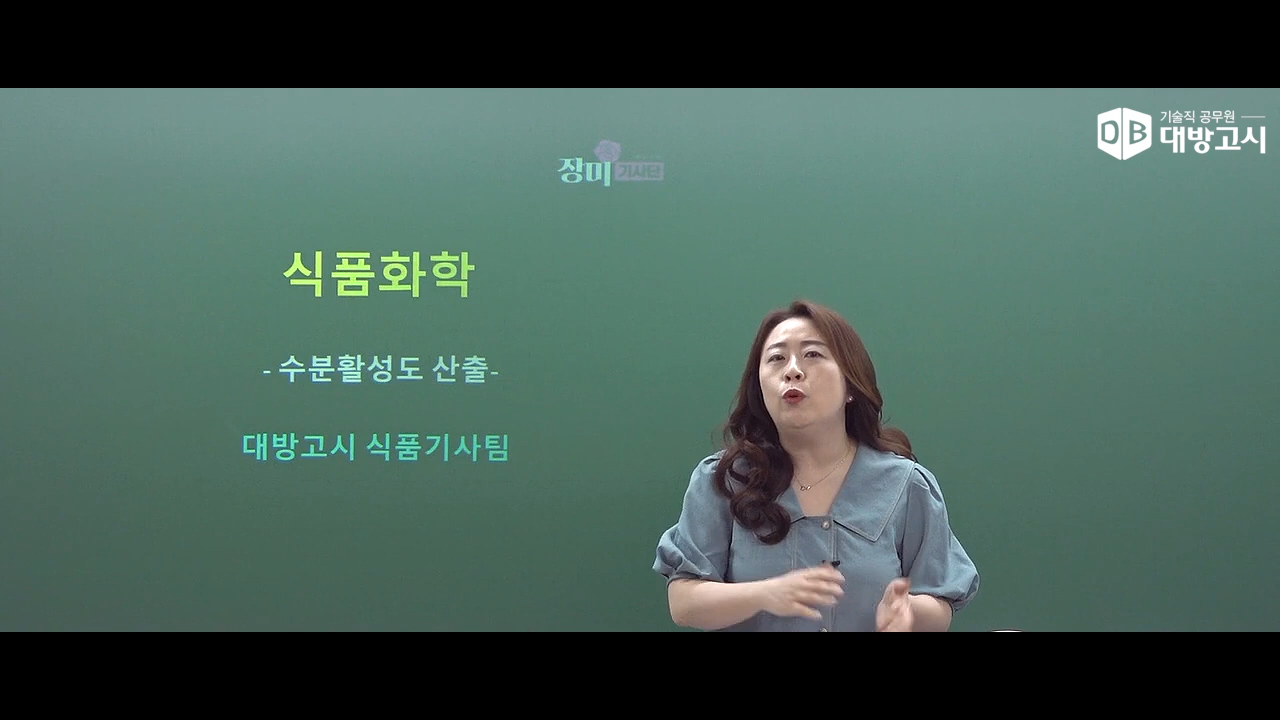 기술직 공무원
대방고시
장미 기사단
식품화학
- 수분활성도 산출-
대방고시 식품기사팀